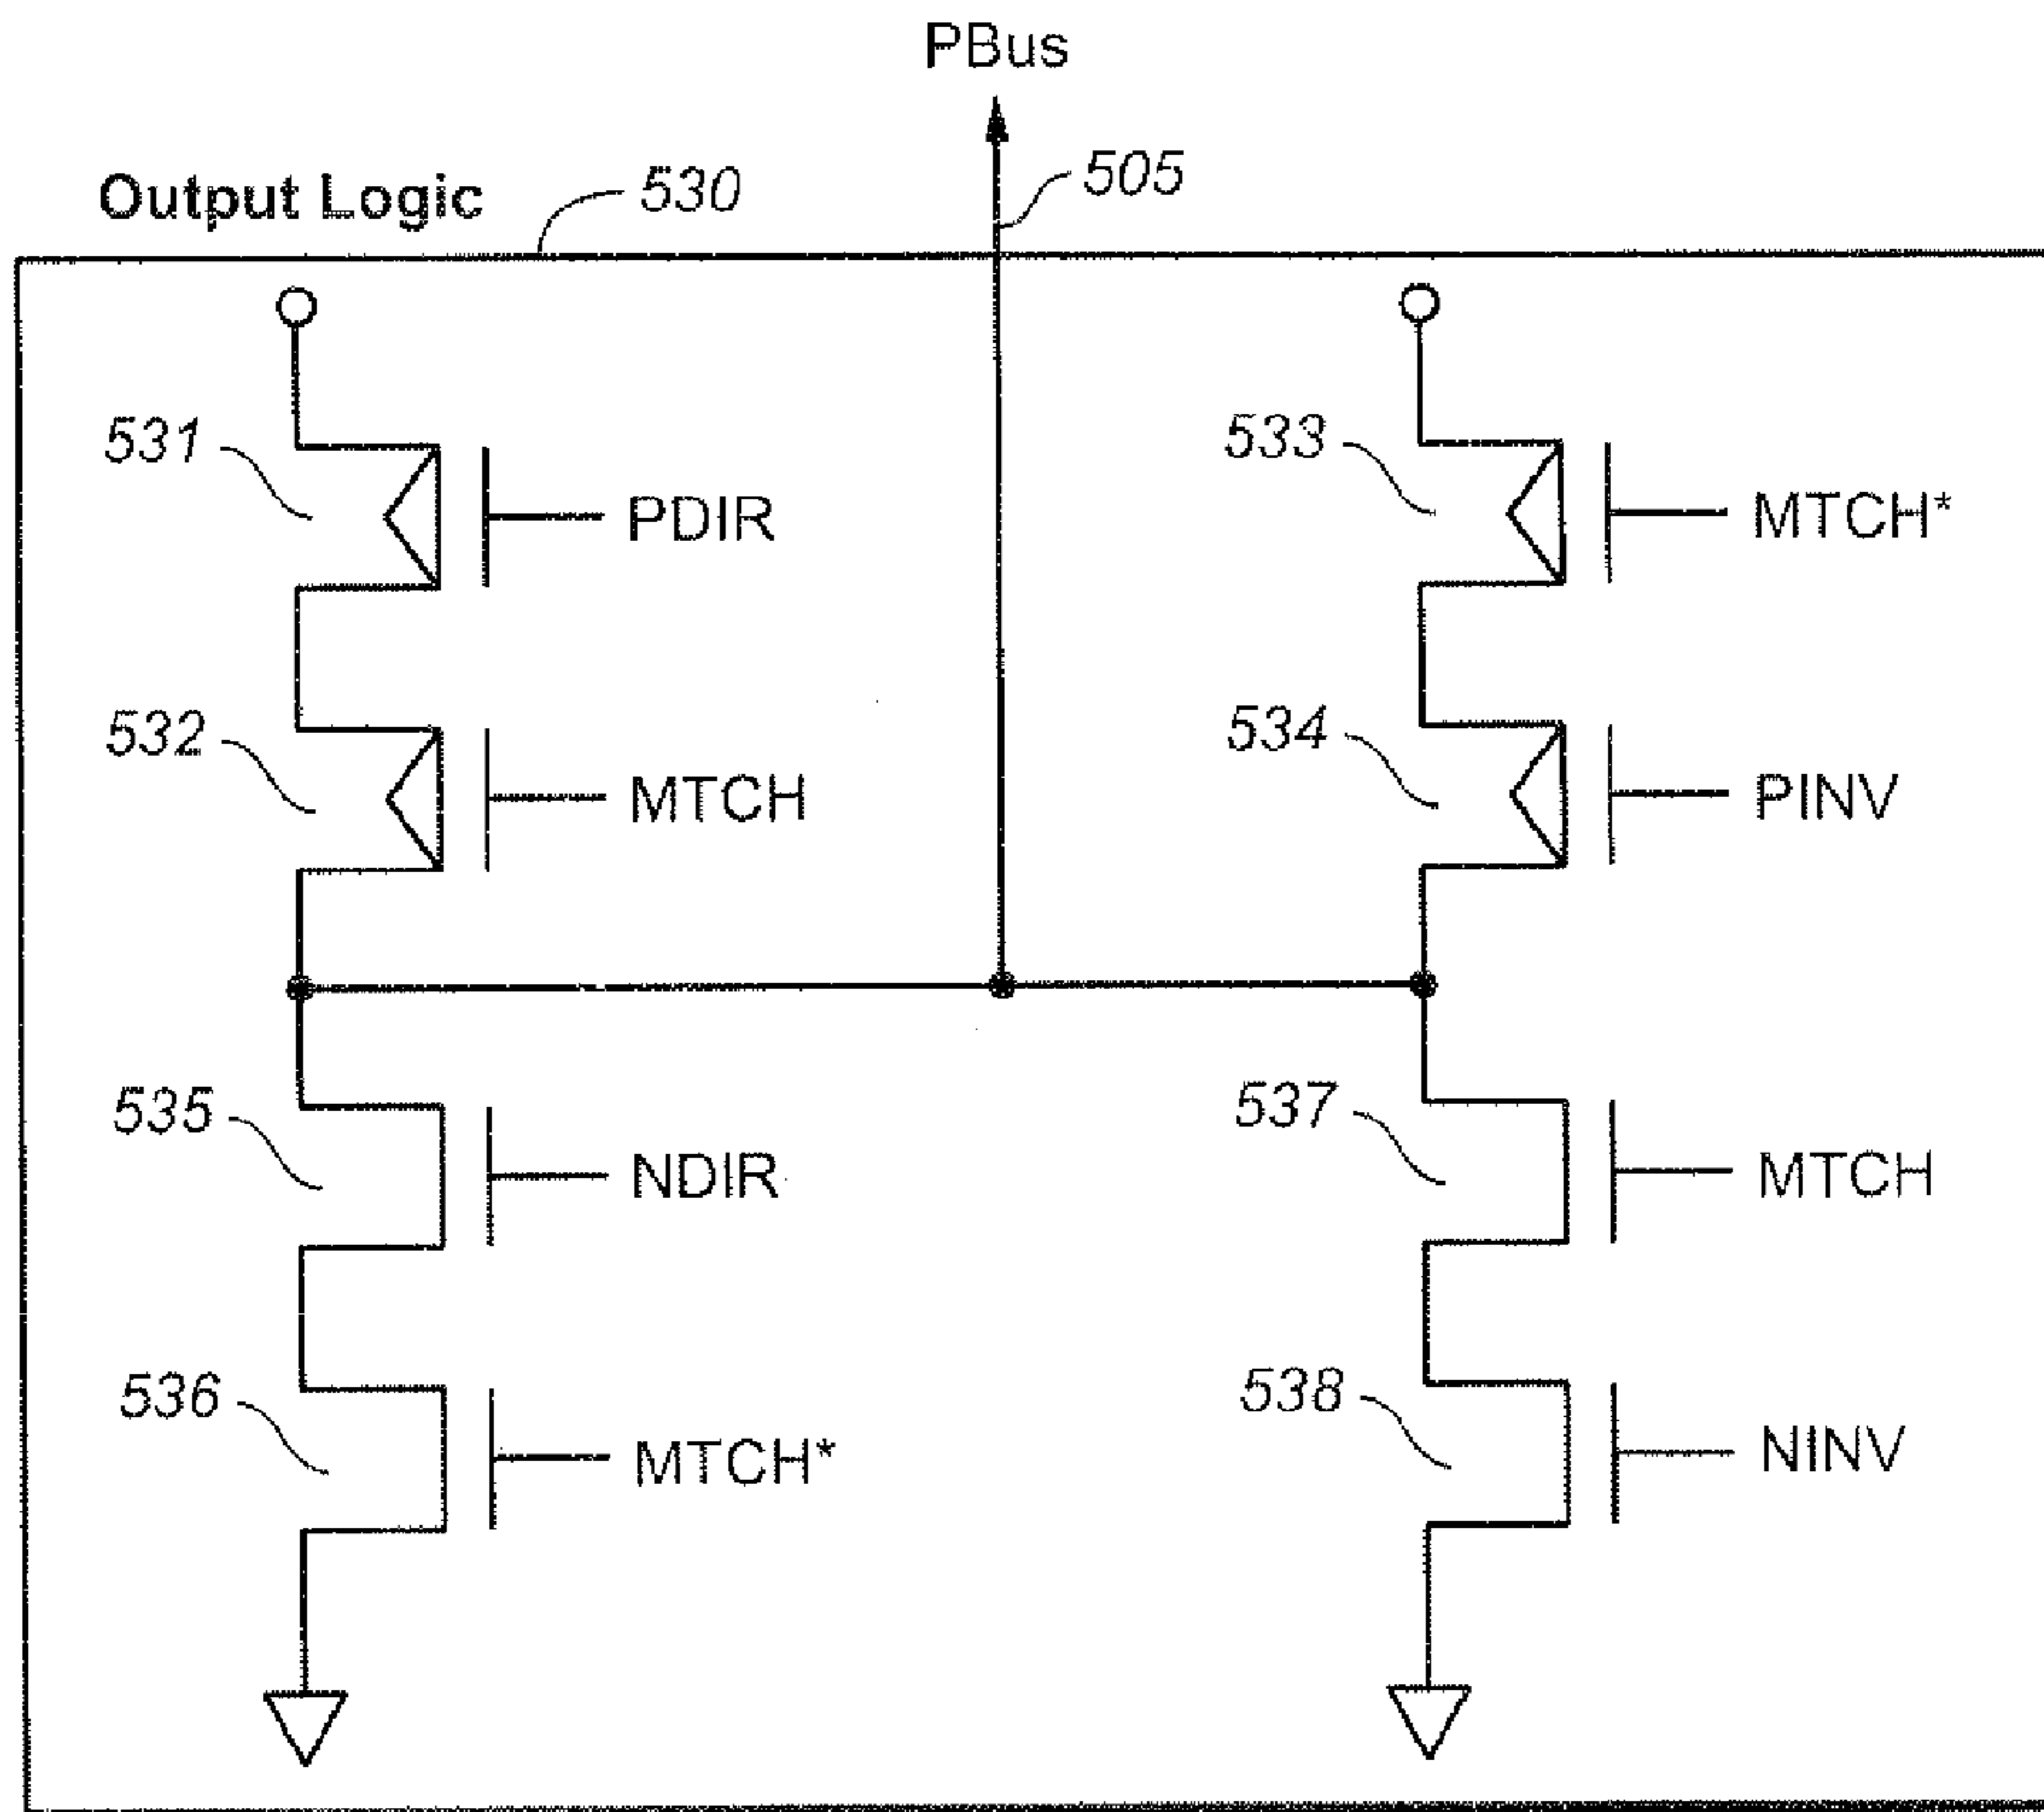 PBus
505
Output Logic
530
531
PDIR
533
MTCH*
532
MTCH
534
PINV
535
NDIR
537
MTCH
536
MTCH*
538
NINV